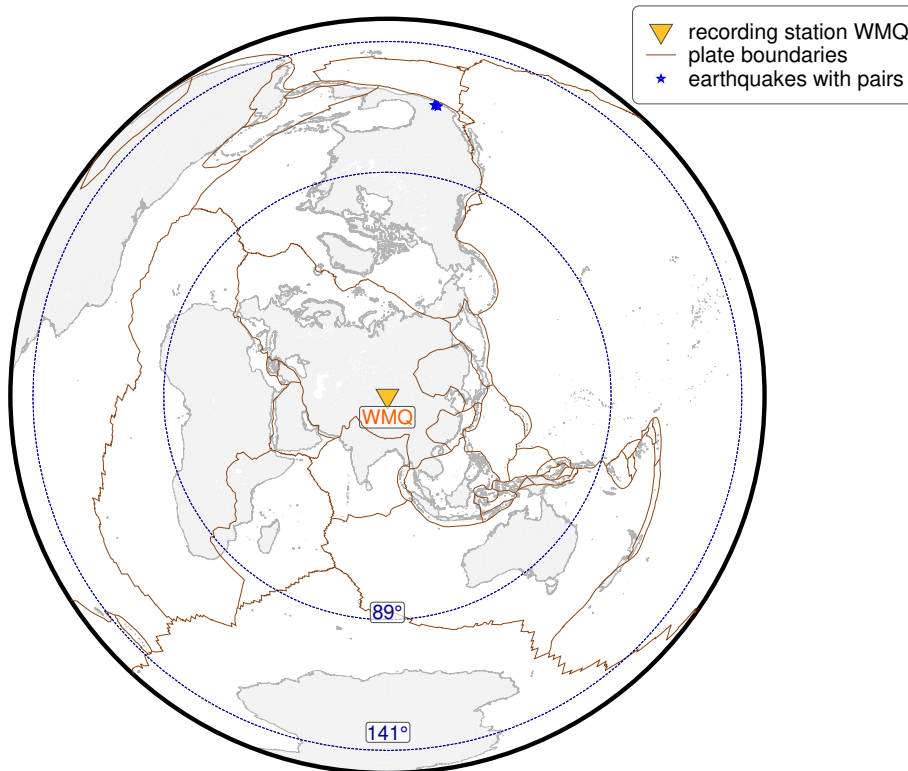 recording station WMQ
plate boundaries
earthquakes with pairs
WMQ
89°
141°